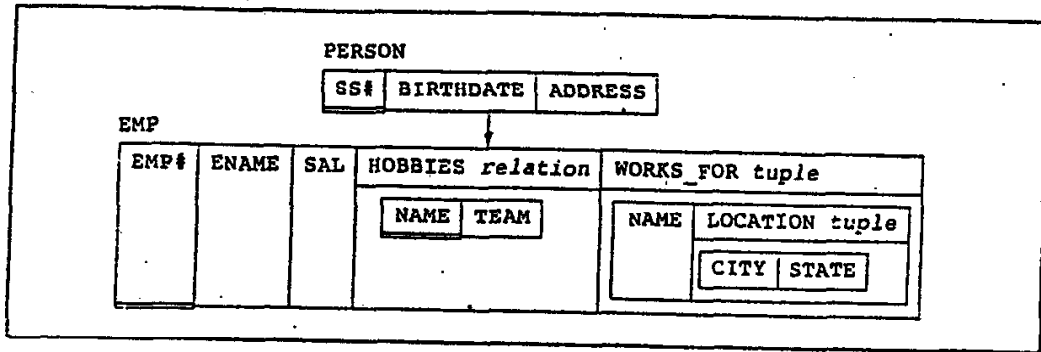 PERSON
SS# BIRTHDATE ADDRESS
EMP
EMP# ENAME SAL HOBBIES relation WORKS_FOR tuple
NAME TEAM NAME LOCATION tuple
CITY STATE